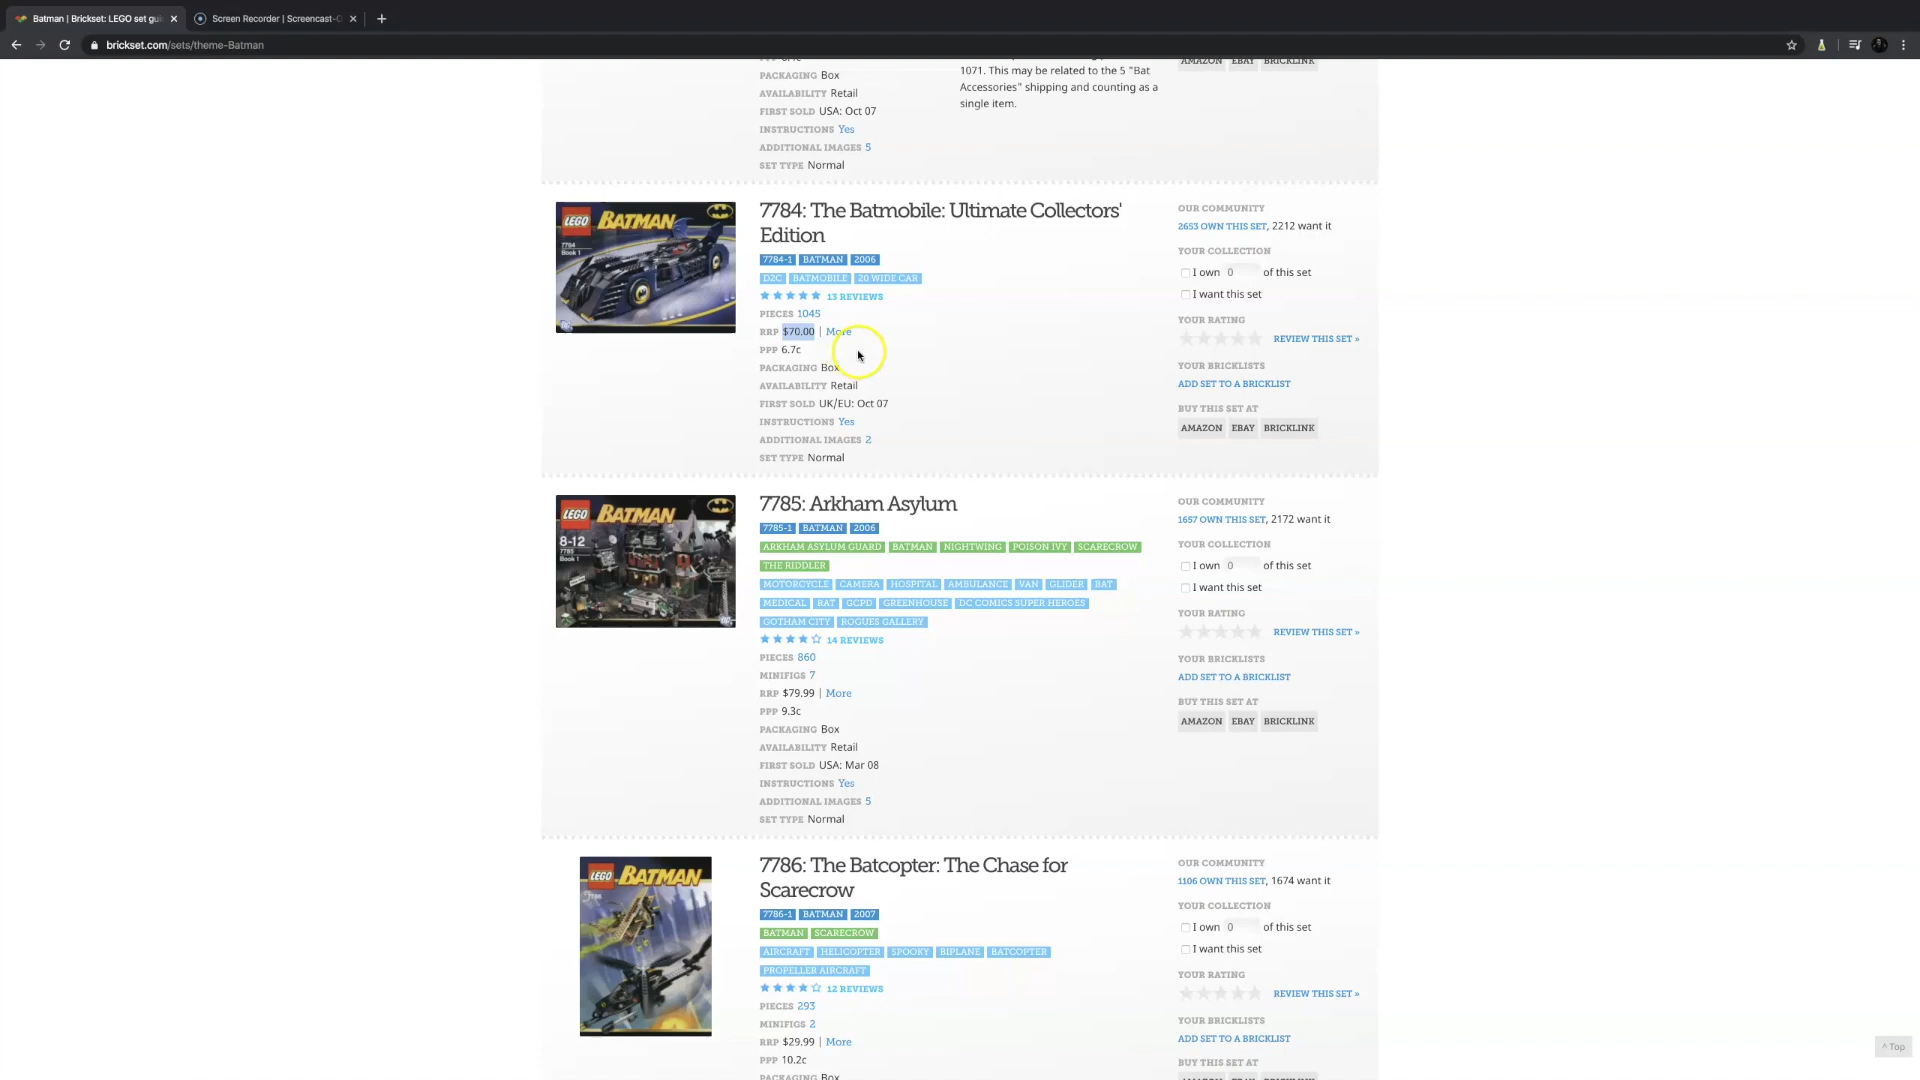 Batman | Brickset: LEGO set gui
Screen Recorder | Screencast-O
brickset.com/sets/theme-Batman
PACKAGING Box
AVAILABILITY Retail
FIRST SOLD USA: Oct 07
INSTRUCTIONS Yes
ADDITIONAL IMAGES 5
SET TYPE Normal
1071. This may be related to the 5 "Bat
Accessories" shipping and counting as a
single item.
AMAZON EBAY BRICKLINK
LEGO BATMAN
7784
Book 1
7784: The Batmobile: Ultimate Collectors'
Edition
7784-1 BATMAN 2006
D2C BATMOBILE 20 WIDE CAR
13 REVIEWS
PIECES 1045
RRP $70.00 | More
PPP 6.7c
PACKAGING Box
AVAILABILITY Retail
FIRST SOLD UK/EU: Oct 07
INSTRUCTIONS Yes
ADDITIONAL IMAGES 2
SET TYPE Normal
OUR COMMUNITY
2653 OWN THIS SET, 2212 want it
YOUR COLLECTION
I own 0 of this set
I want this set
YOUR RATING
REVIEW THIS SET »
YOUR BRICKLISTS
ADD SET TO A BRICKLIST
BUY THIS SET AT
AMAZON EBAY BRICKLINK
LEGO BATMAN
8-12
7785
Book 1
7785: Arkham Asylum
7785-1 BATMAN 2006
ARKHAM ASYLUM GUARD BATMAN NIGHTWING POISON IVY SCARECROW
THE RIDDLER
MOTORCYCLE CAMERA HOSPITAL AMBULANCE VAN GLIDER BAT
MEDICAL RAT GCPD GREENHOUSE DC COMICS SUPER HEROES
GOTHAM CITY ROGUES GALLERY
14 REVIEWS
PIECES 860
MINIFIGS 7
RRP $79.99 | More
PPP 9.3c
PACKAGING Box
AVAILABILITY Retail
FIRST SOLD USA: Mar 08
INSTRUCTIONS Yes
ADDITIONAL IMAGES 5
SET TYPE Normal
OUR COMMUNITY
1657 OWN THIS SET, 2172 want it
YOUR COLLECTION
I own 0 of this set
I want this set
YOUR RATING
REVIEW THIS SET »
YOUR BRICKLISTS
ADD SET TO A BRICKLIST
BUY THIS SET AT
AMAZON EBAY BRICKLINK
LEGO BATMAN
7786
7786: The Batcopter: The Chase for
Scarecrow
7786-1 BATMAN 2007
BATMAN SCARECROW
AIRCRAFT HELICOPTER SPOOKY BIPLANE BATCOPTER
PROPELLER AIRCRAFT
12 REVIEWS
PIECES 293
MINIFIGS 2
RRP $29.99 | More
PPP 10.2c
PACKAGING Box
OUR COMMUNITY
1106 OWN THIS SET, 1674 want it
YOUR COLLECTION
I own 0 of this set
I want this set
YOUR RATING
REVIEW THIS SET »
YOUR BRICKLISTS
ADD SET TO A BRICKLIST
BUY THIS SET AT
AMAZON EBAY BRICKLINK
^ Top